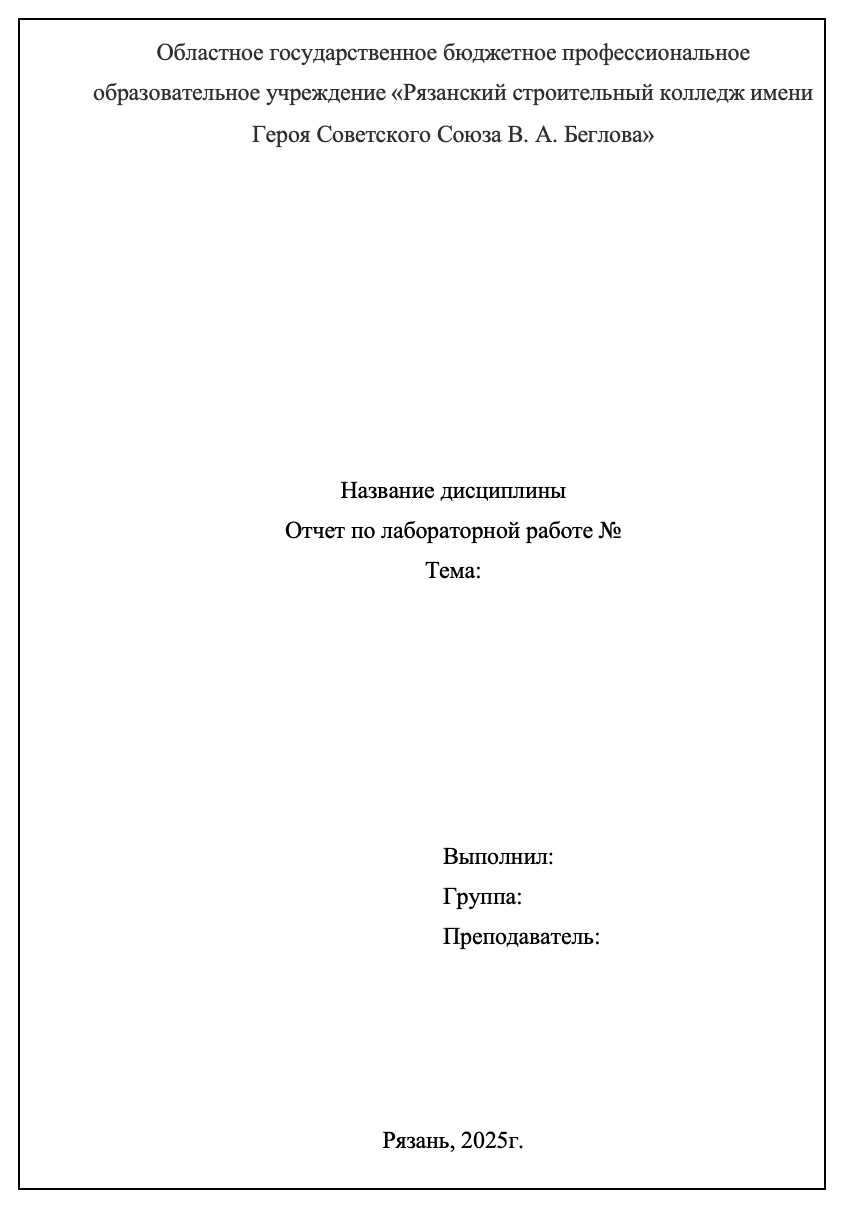 Областное государственное бюджетное профессиональное
образовательное учреждение «Рязанский строительный колледж имени
Героя Советского Союза В. А. Беглова»
Название дисциплины
Отчет по лабораторной работе №
Тема:
Выполнил:
Группа:
Преподаватель:
Рязань, 2025г.